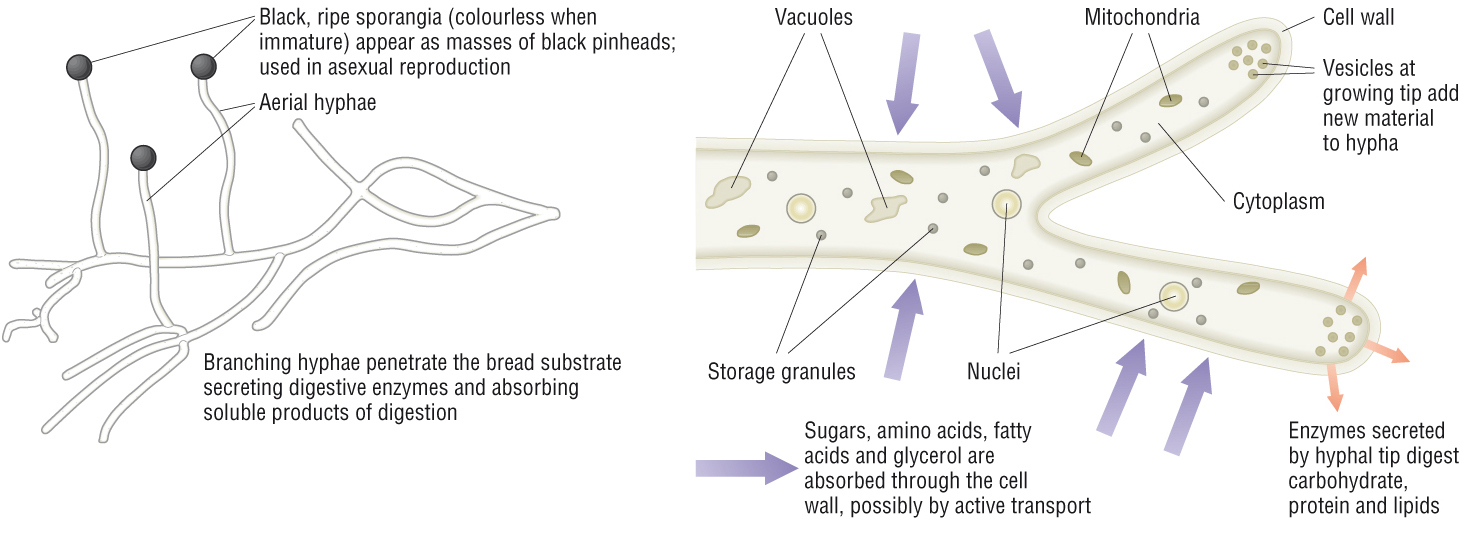 Black, ripe sporangia (colourless when
immature) appear as masses of black pinheads;
used in asexual reproduction
Aerial hyphae
Branching hyphae penetrate the bread substrate
secreting digestive enzymes and absorbing
soluble products of digestion
Vacuoles
Mitochondria
Cell wall
Vesicles at
growing tip add
new material
to hypha
Cytoplasm
Storage granules
Nuclei
Sugars, amino acids, fatty
acids and glycerol are
absorbed through the cell
wall, possibly by active transport
Enzymes secreted
by hyphal tip digest
carbohydrate,
protein and lipids